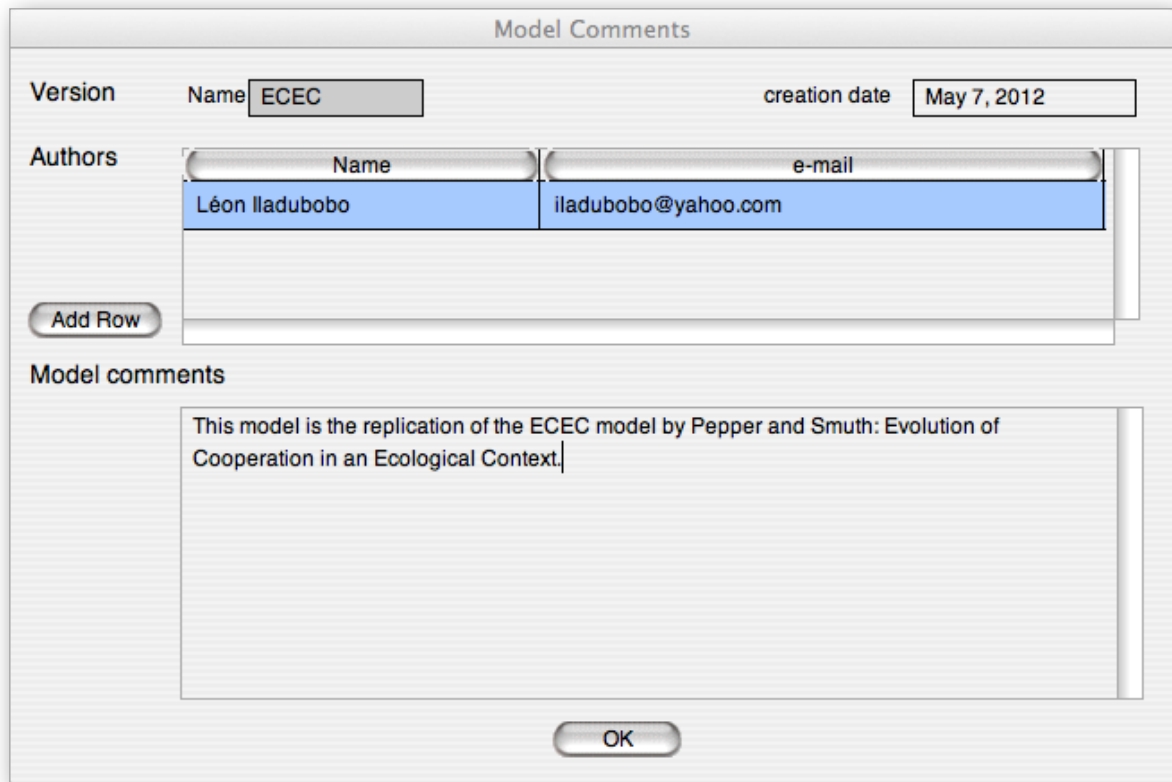 Model Comments
Version Name ECEC creation date May 7, 2012
Authors Name e-mail
Léon Iladubobo iladubobo@yahoo.com
Add Row
Model comments
This model is the replication of the ECEC model by Pepper and Smuth: Evolution of
Cooperation in an Ecological Context.
OK